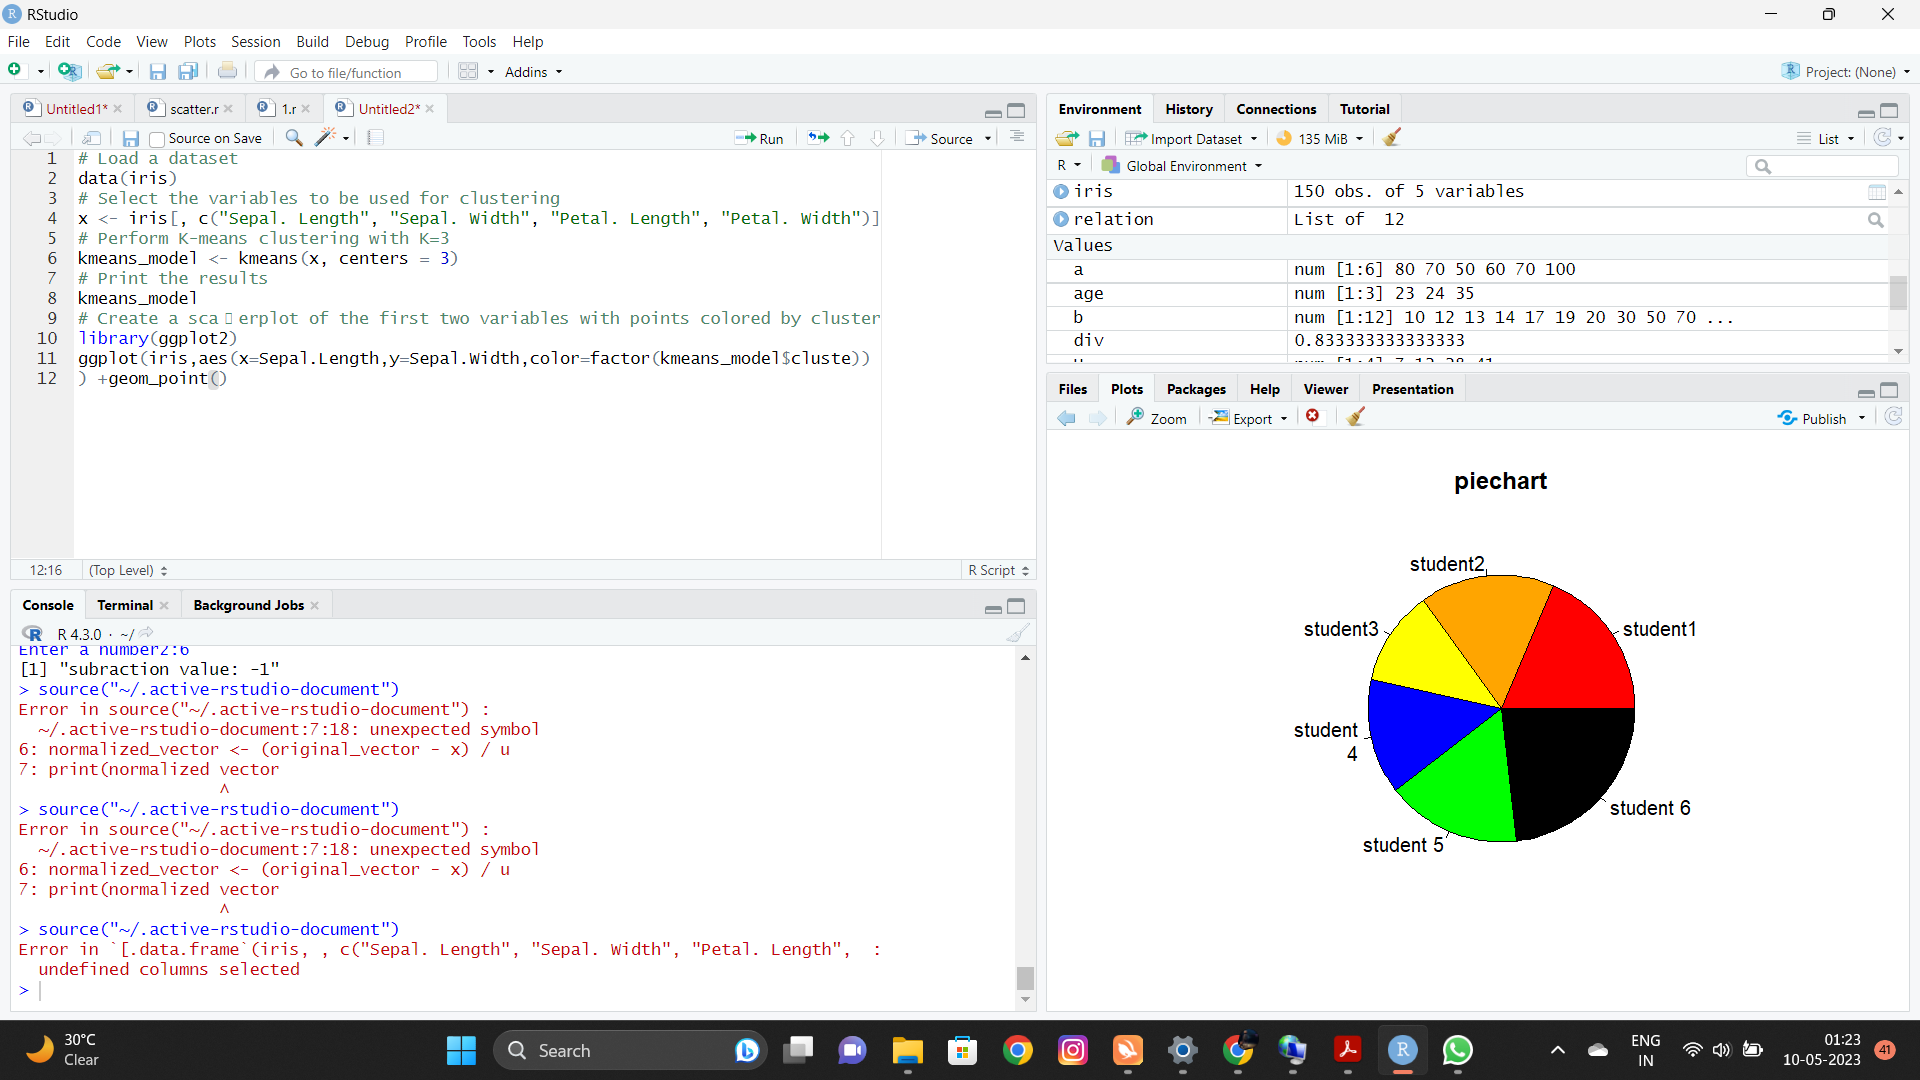 RStudio
File Edit Code View Plots Session Build Debug Profile Tools Help
Go to file/function Addins Project: (None)
Untitled1* scatter.r 1.r Untitled2*
Source on Save Run Source
1 # Load a dataset
2 data(iris)
3 # Select the variables to be used for clustering
4 x <- iris[, c("Sepal. Length", "Sepal. Width", "Petal. Length", "Petal. Width")]
5 # Perform K-means clustering with K=3
6 kmeans_model <- kmeans(x, centers = 3)
7 # Print the results
8 kmeans_model
9 # Create a sca▯erplot of the first two variables with points colored by cluster
10 library(ggplot2)
11 ggplot(iris,aes(x=Sepal.Length,y=Sepal.Width,color=factor(kmeans_model$cluste))
12 ) +geom_point()
12:16 (Top Level) R Script
Console Terminal Background Jobs
R 4.3.0 · ~/
Enter a number2:6
[1] "subraction value: -1"
> source("~/.active-rstudio-document")
Error in source("~/.active-rstudio-document") :
~/.active-rstudio-document:7:18: unexpected symbol
6: normalized_vector <- (original_vector - x) / u
7: print(normalized vector
^
> source("~/.active-rstudio-document")
Error in source("~/.active-rstudio-document") :
~/.active-rstudio-document:7:18: unexpected symbol
6: normalized_vector <- (original_vector - x) / u
7: print(normalized vector
^
> source("~/.active-rstudio-document")
Error in `[.data.frame`(iris, , c("Sepal. Length", "Sepal. Width", "Petal. Length", :
undefined columns selected
>
Environment History Connections Tutorial
Import Dataset 135 MiB List
R Global Environment
iris 150 obs. of 5 variables
relation List of 12
Values
a num [1:6] 80 70 50 60 70 100
age num [1:3] 23 24 35
b num [1:12] 10 12 13 14 17 19 20 30 50 70 ...
div 0.833333333333333
Files Plots Packages Help Viewer Presentation
Zoom Export Publish
piechart
student2
student3
student1
student
4
student 6
student 5
30°C
Clear
Search
ENG
IN
01:23
10-05-2023
41